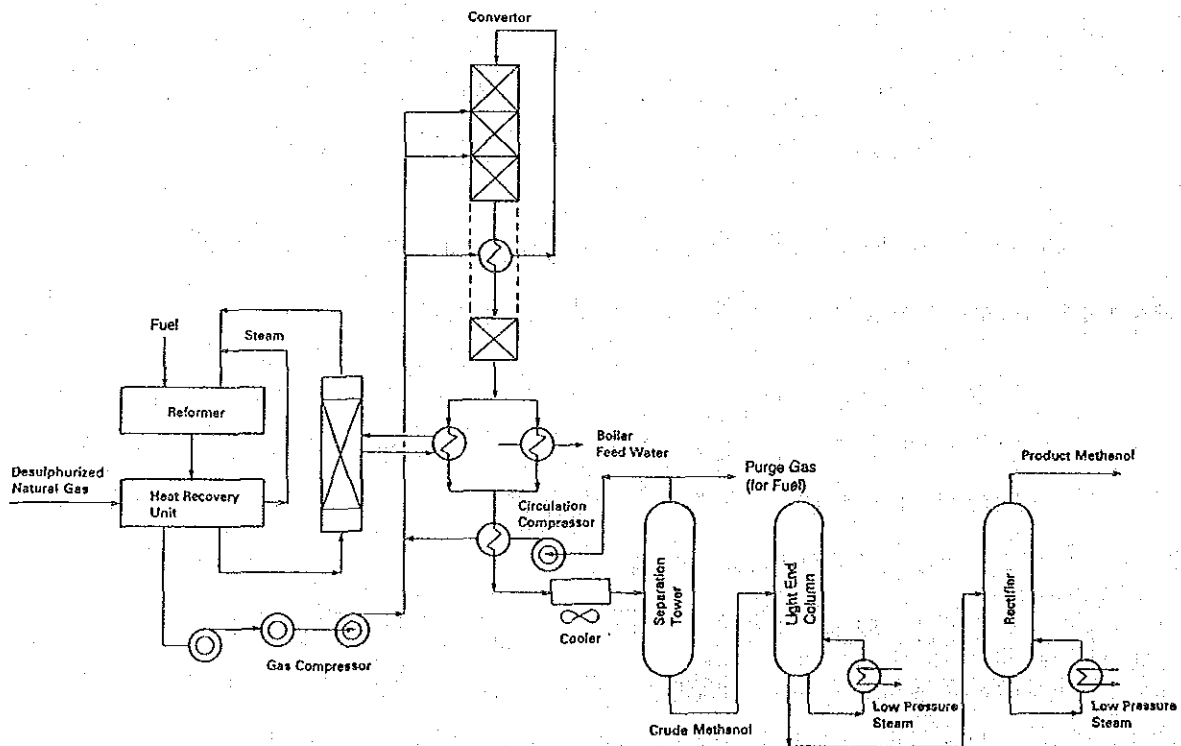 Convertor
Fuel
Steam
Reformer
Desulphurized
Natural Gas
Heat Recovery
Unit
Boiler
Feed Water
Purge Gas
(for Fuel)
Circulation
Compressor
Product Methanol
Separation
Tower
Light End
Column
Rectifier
Cooler
Gas Compressor
Low Pressure
Steam
Low Pressure
Steam
Crude Methanol